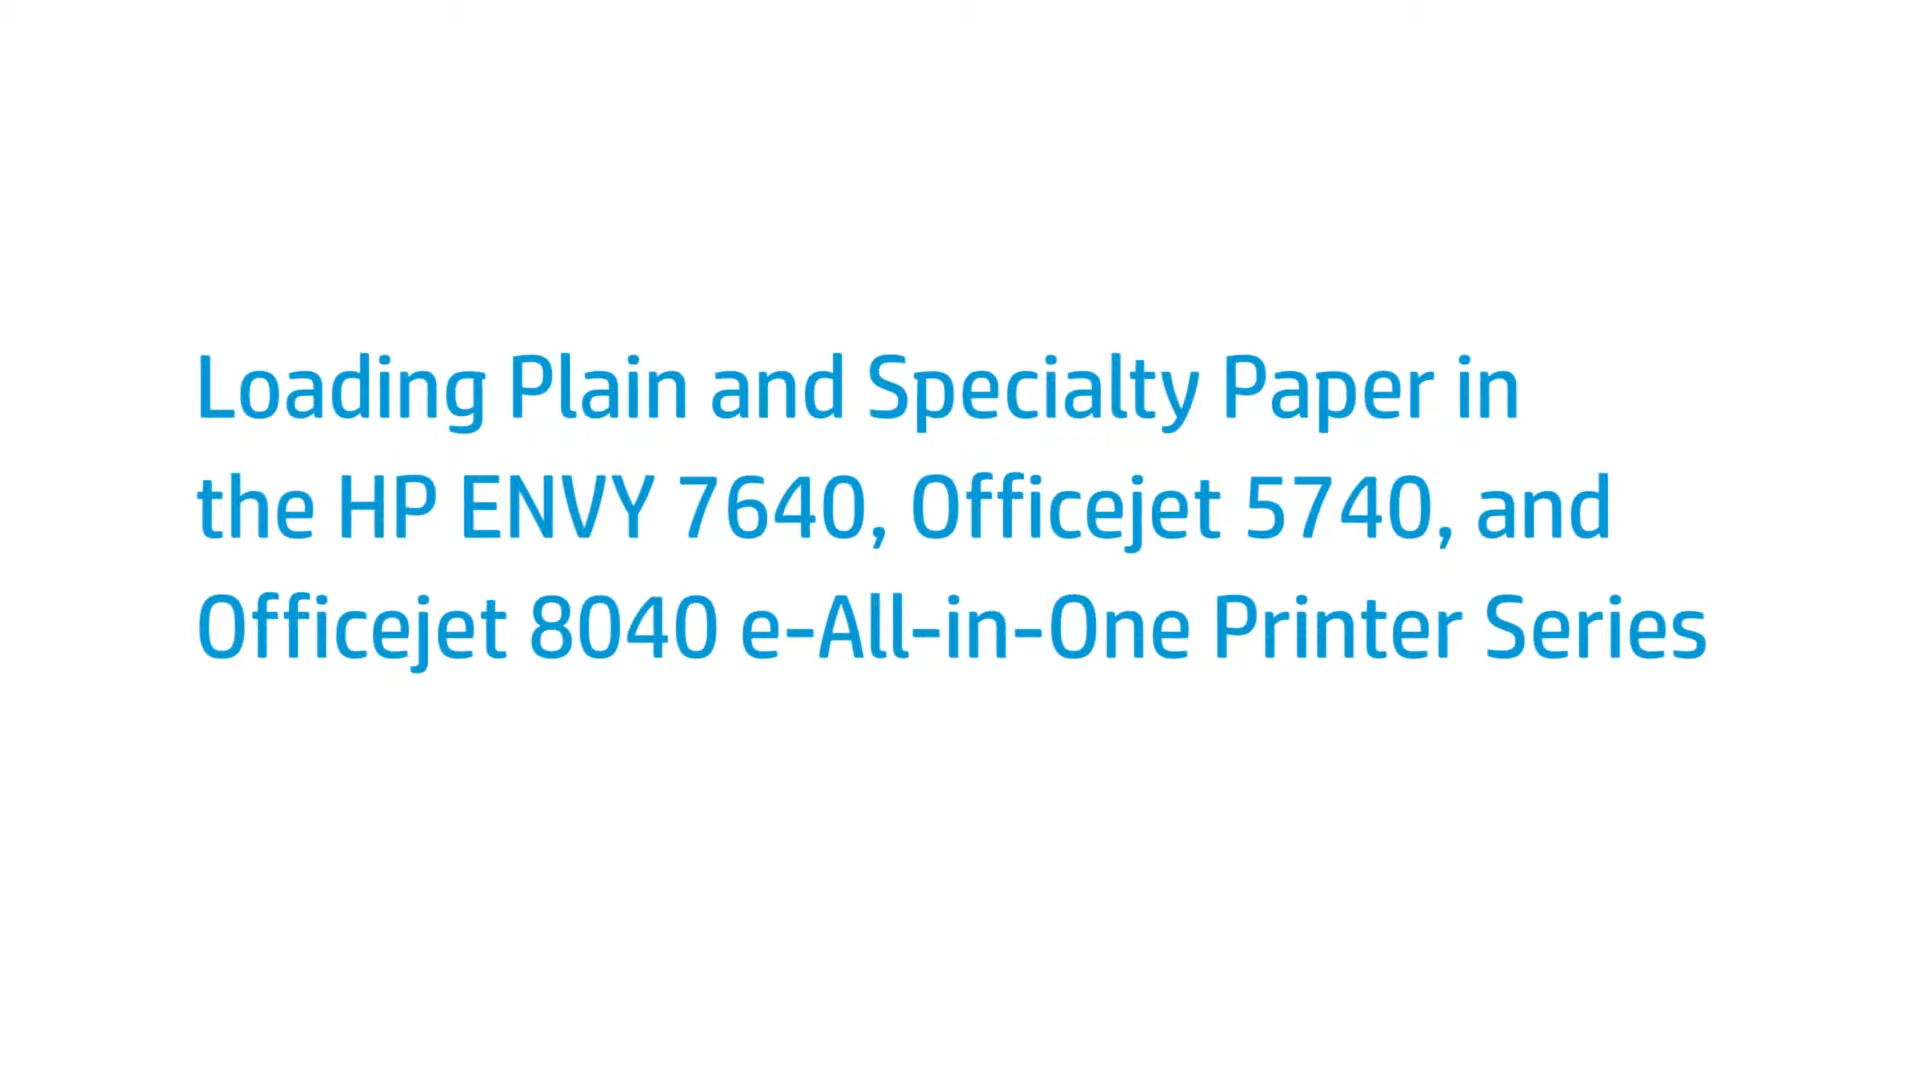 Loading Plain and Specialty Paper in
the HP ENVY 7640, Officejet 5740, and
Officejet 8040 e-All-in-One Printer Series